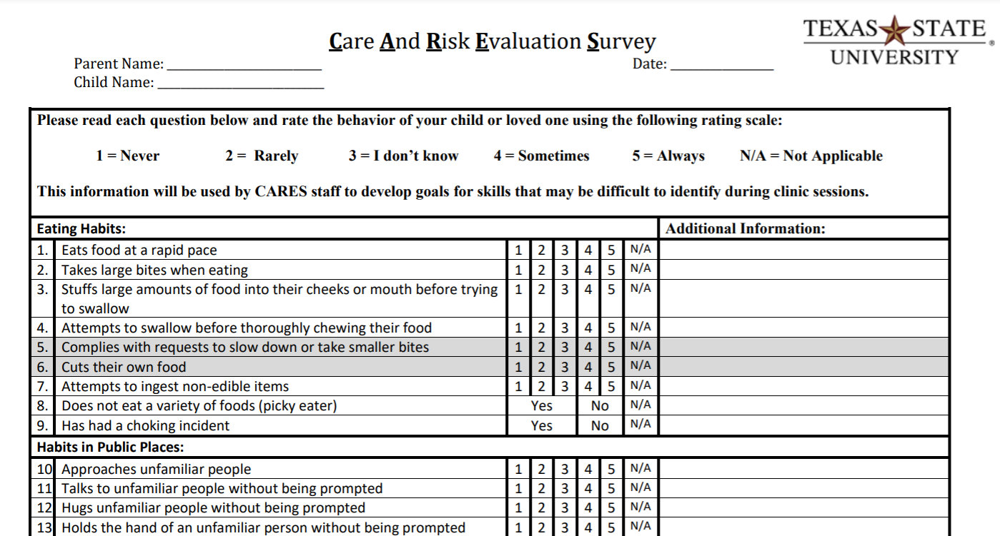 Care And Risk Evaluation Survey
TEXAS STATE
UNIVERSITY
®
Parent Name: ____________________
Date: ______________
Child Name: ______________________
Please read each question below and rate the behavior of your child or loved one using the following rating scale:
1 = Never 2 = Rarely 3 = I don’t know 4 = Sometimes 5 = Always N/A = Not Applicable
This information will be used by CARES staff to develop goals for skills that may be difficult to identify during clinic sessions.
Eating Habits: Additional Information:
1. Eats food at a rapid pace 1 2 3 4 5 N/A
2. Takes large bites when eating 1 2 3 4 5 N/A
3. Stuffs large amounts of food into their cheeks or mouth before trying 1 2 3 4 5 N/A
to swallow
4. Attempts to swallow before thoroughly chewing their food 1 2 3 4 5 N/A
5. Complies with requests to slow down or take smaller bites 1 2 3 4 5 N/A
6. Cuts their own food 1 2 3 4 5 N/A
7. Attempts to ingest non-edible items 1 2 3 4 5 N/A
8. Does not eat a variety of foods (picky eater) Yes No N/A
9. Has had a choking incident Yes No N/A
Habits in Public Places:
10 Approaches unfamiliar people 1 2 3 4 5 N/A
11 Talks to unfamiliar people without being prompted 1 2 3 4 5 N/A
12 Hugs unfamiliar people without being prompted 1 2 3 4 5 N/A
13 Holds the hand of an unfamiliar person without being prompted 1 2 3 4 5 N/A